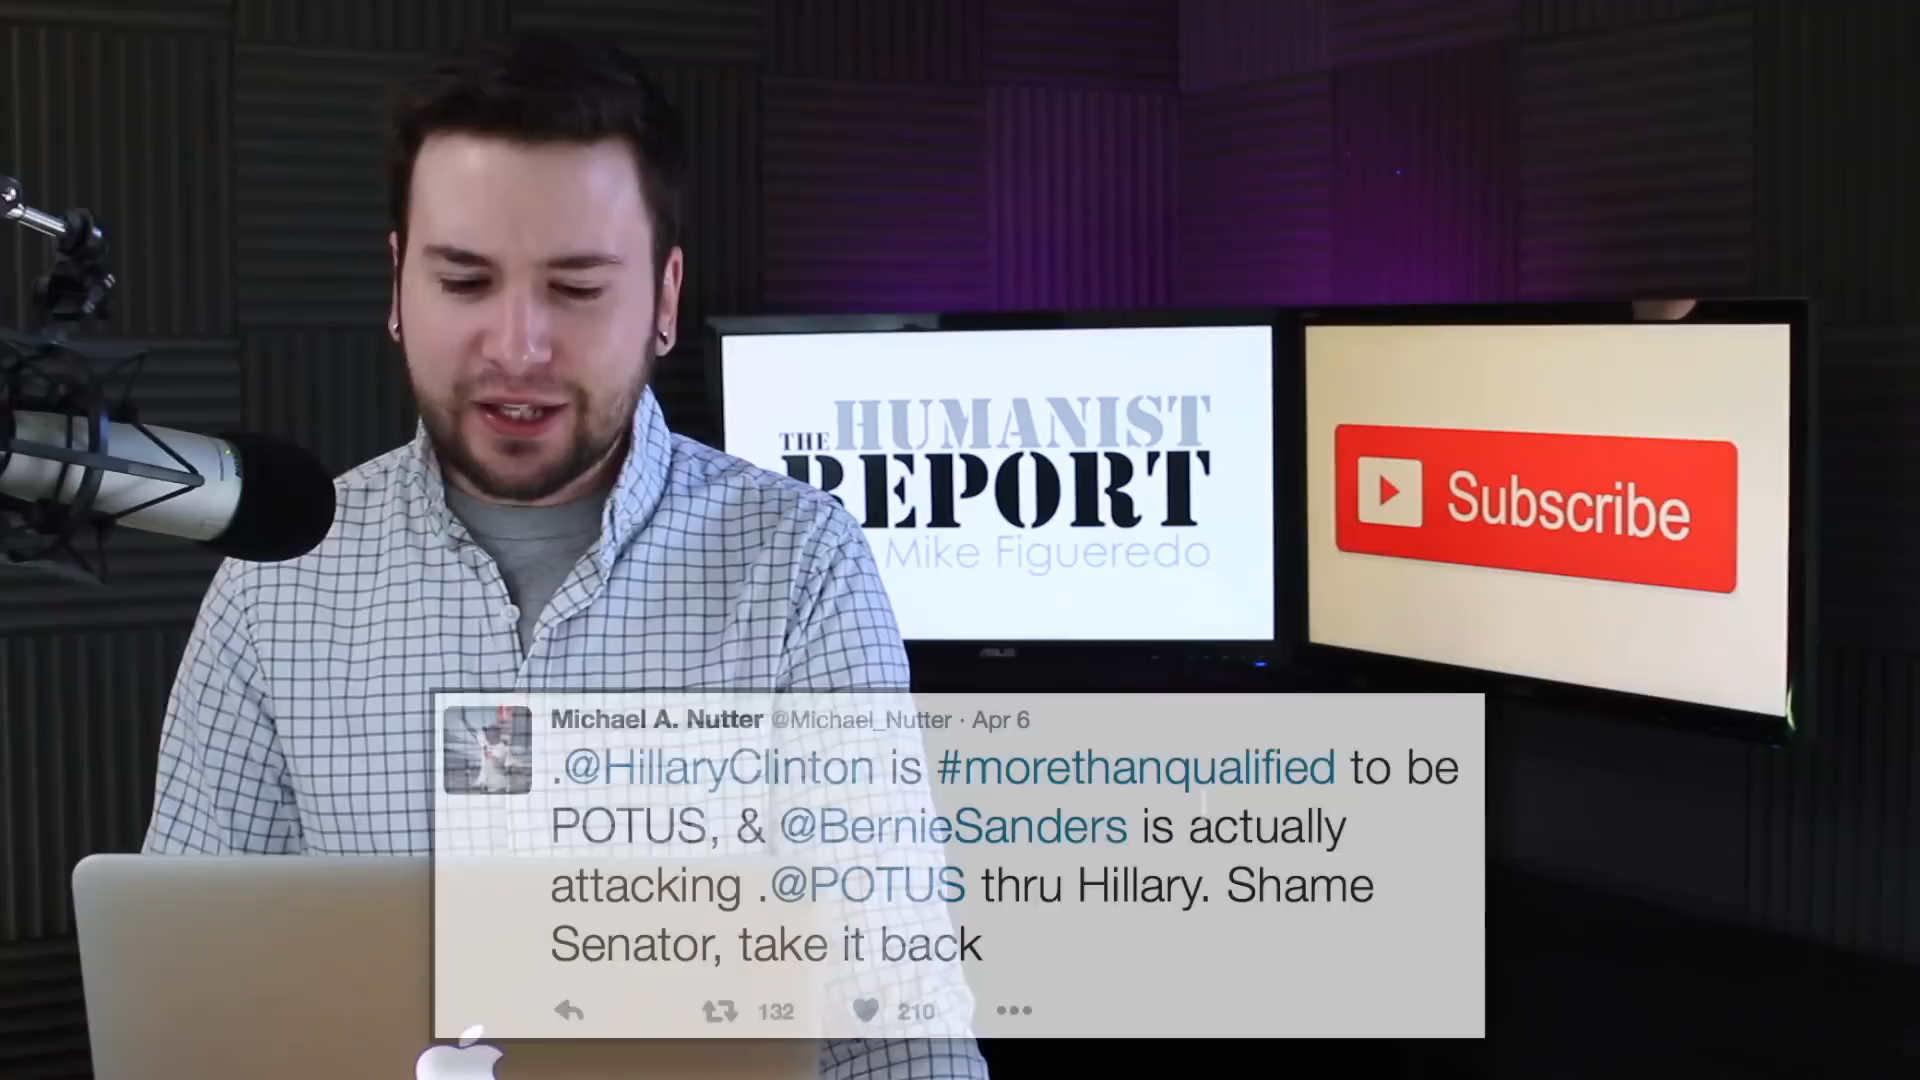 THE HUMANIST
REPORT
Mike Figueredo
Subscribe
Michael A. Nutter @Michael_Nutter · Apr 6
.@HillaryClinton is #morethanqualified to be
POTUS, & @BernieSanders is actually
attacking .@POTUS thru Hillary. Shame
Senator, take it back
132 210